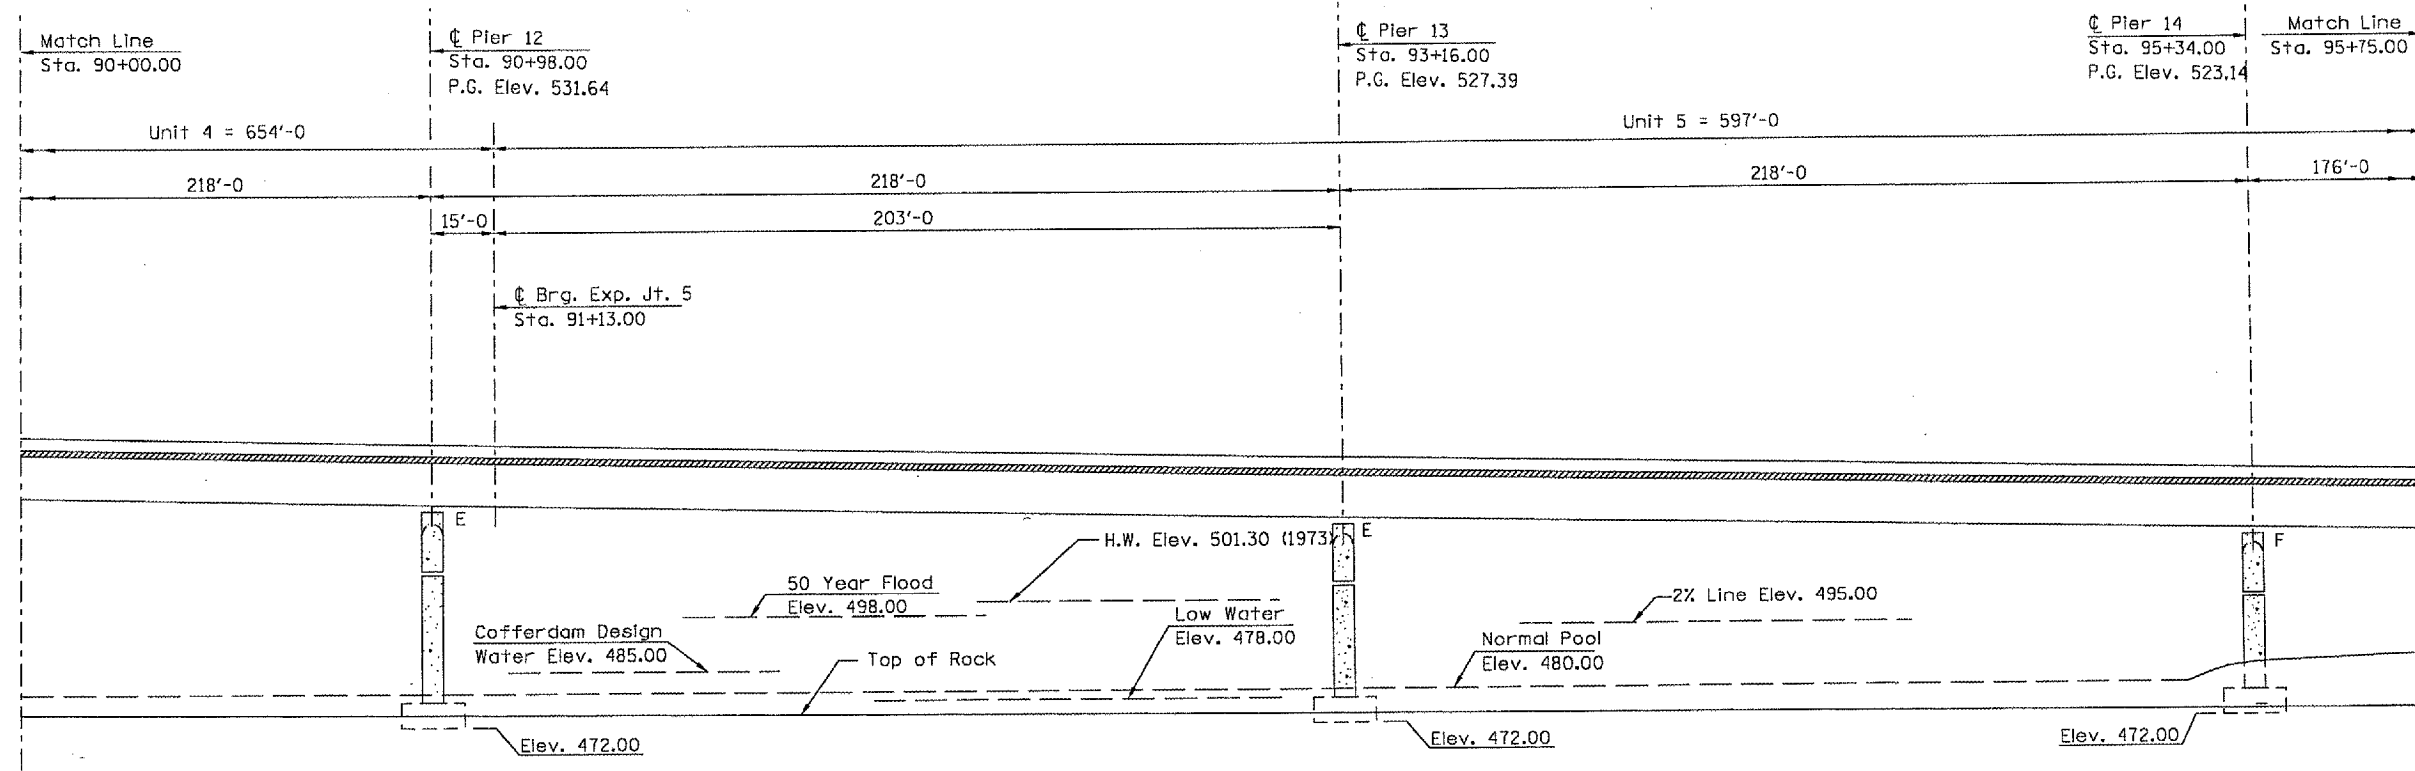 Match Line
Sta. 90+00.00
℄ Pier 12
Sta. 90+98.00
P.G. Elev. 531.64
℄ Pier 13
Sta. 93+16.00
P.G. Elev. 527.39
℄ Pier 14
Sta. 95+34.00
P.G. Elev. 523.14
Match Line
Sta. 95+75.00
Unit 4 = 654'-0
Unit 5 = 597'-0
218'-0
218'-0
218'-0
176'-0
15'-0
203'-0
℄ Brg. Exp. Jt. 5
Sta. 91+13.00
E
E
F
H.W. Elev. 501.30 (1973)
50 Year Flood
Elev. 498.00
2% Line Elev. 495.00
Low Water
Elev. 478.00
Cofferdam Design
Water Elev. 485.00
Top of Rock
Normal Pool
Elev. 480.00
Elev. 472.00
Elev. 472.00
Elev. 472.00